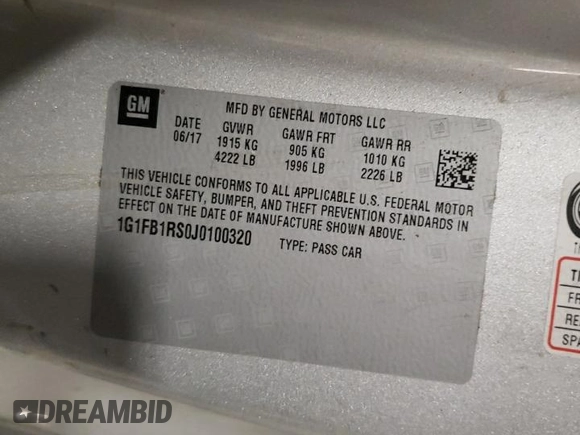 GM
MFD BY GENERAL MOTORS LLC
DATE GVWR GAWR FRT GAWR RR
06/17 1915 KG 905 KG 1010 KG
4222 LB 1996 LB 2226 LB
THIS VEHICLE CONFORMS TO ALL APPLICABLE U.S. FEDERAL MOTOR
VEHICLE SAFETY, BUMPER, AND THEFT PREVENTION STANDARDS IN
EFFECT ON THE DATE OF MANUFACTURE SHOWN ABOVE.
1G1FB1RS0J0100320 TYPE: PASS CAR
DREAMBID